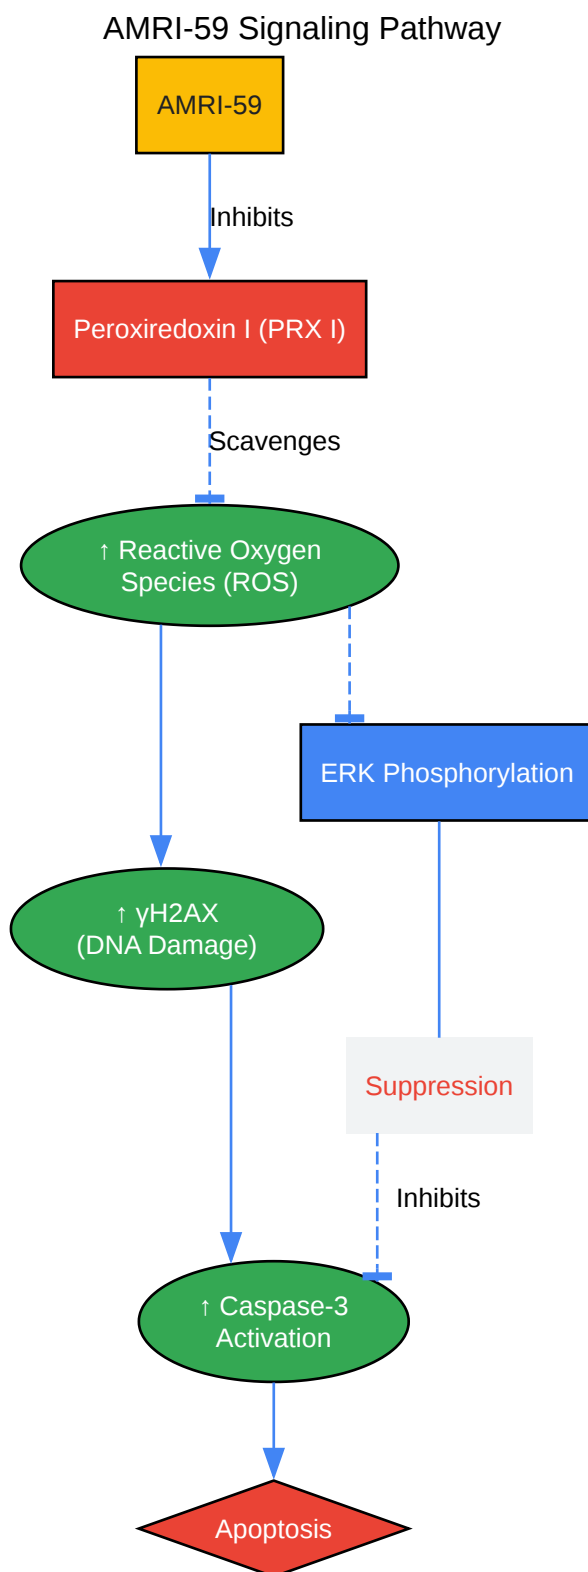 AMRI-59 Signaling Pathway
AMRI-59
Inhibits
Peroxiredoxin I (PRX I)
Scavenges
↑ Reactive Oxygen
Species (ROS)
ERK Phosphorylation
↑ γH2AX
(DNA Damage)
Suppression
Inhibits
↑ Caspase-3
Activation
Apoptosis